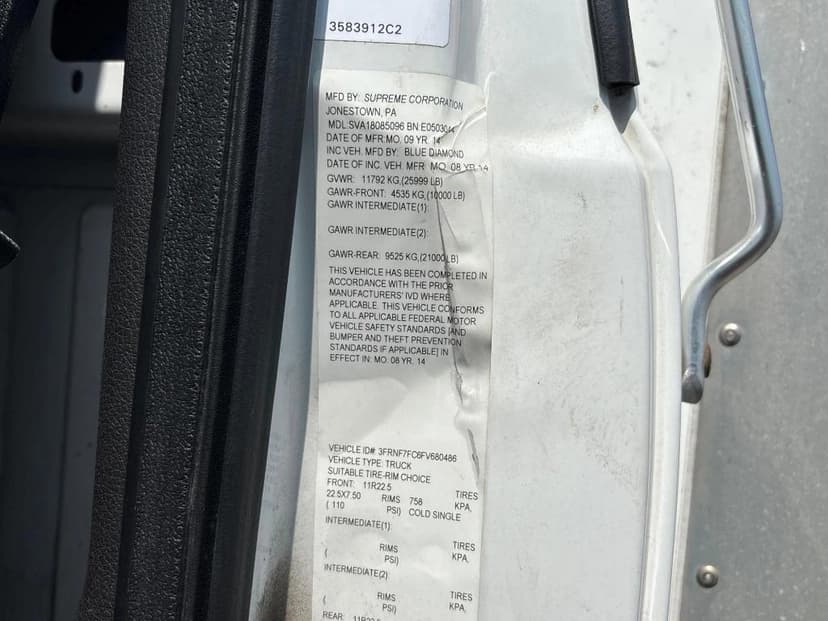 3583912C2
MFD BY: SUPREME CORPORATION
JONESTOWN, PA
MDL:SVA18085096 BN:E0503044
DATE OF MFR:MO. 09 YR. 14
INC VEH. MFD BY: BLUE DIAMOND
DATE OF INC. VEH. MFR MO. 08 YR. 14
GVWR: 11792 KG,(25999 LB)
GAWR-FRONT: 4535 KG,(10000 LB)
GAWR INTERMEDIATE(1):
GAWR INTERMEDIATE(2):
GAWR-REAR: 9525 KG,(21000 LB)
THIS VEHICLE HAS BEEN COMPLETED IN
ACCORDANCE WITH THE PRIOR
MANUFACTURERS' IVD WHERE
APPLICABLE. THIS VEHICLE CONFORMS
TO ALL APPLICABLE FEDERAL MOTOR
VEHICLE SAFETY STANDARDS [AND
BUMPER AND THEFT PREVENTION
STANDARDS IF APPLICABLE] IN
EFFECT IN: MO. 08 YR. 14
VEHICLE ID#: 3FRNF7FC6FV680486
VEHICLE TYPE: TRUCK
SUITABLE TIRE-RIM CHOICE
FRONT: 11R22.5 TIRES
22.5X7.50 RIMS 758 KPA,
( 110 PSI) COLD SINGLE
INTERMEDIATE(1):
TIRES
RIMS KPA,
( PSI)
INTERMEDIATE(2):
TIRES
RIMS KPA,
( PSI)
REAR: 11R22.5